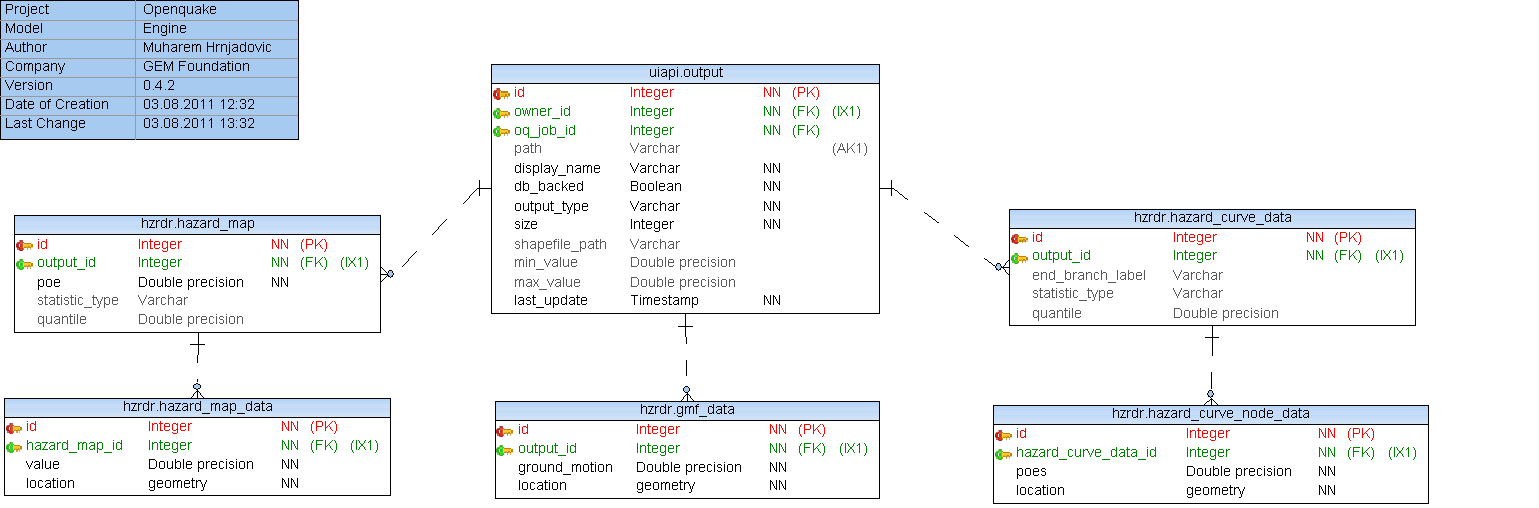 Project Openquake
Model Engine
Author Muharem Hrnjadovic
Company GEM Foundation
Version 0.4.2
Date of Creation 03.08.2011 12:32
Last Change 03.08.2011 13:32
uiapi.output
id Integer NN (PK)
owner_id Integer NN (FK) (IX1)
oq_job_id Integer NN (FK)
path Varchar (AK1)
display_name Varchar NN
db_backed Boolean NN
output_type Varchar NN
size Integer NN
shapefile_path Varchar
min_value Double precision
max_value Double precision
last_update Timestamp NN
hzrdr.hazard_map
id Integer NN (PK)
output_id Integer NN (FK) (IX1)
poe Double precision NN
statistic_type Varchar
quantile Double precision
hzrdr.hazard_curve_data
id Integer NN (PK)
output_id Integer NN (FK) (IX1)
end_branch_label Varchar
statistic_type Varchar
quantile Double precision
hzrdr.hazard_map_data
id Integer NN (PK)
hazard_map_id Integer NN (FK) (IX1)
value Double precision NN
location geometry NN
hzrdr.gmf_data
id Integer NN (PK)
output_id Integer NN (FK) (IX1)
ground_motion Double precision NN
location geometry NN
hzrdr.hazard_curve_node_data
id Integer NN (PK)
hazard_curve_data_id Integer NN (FK) (IX1)
poes Double precision NN
location geometry NN